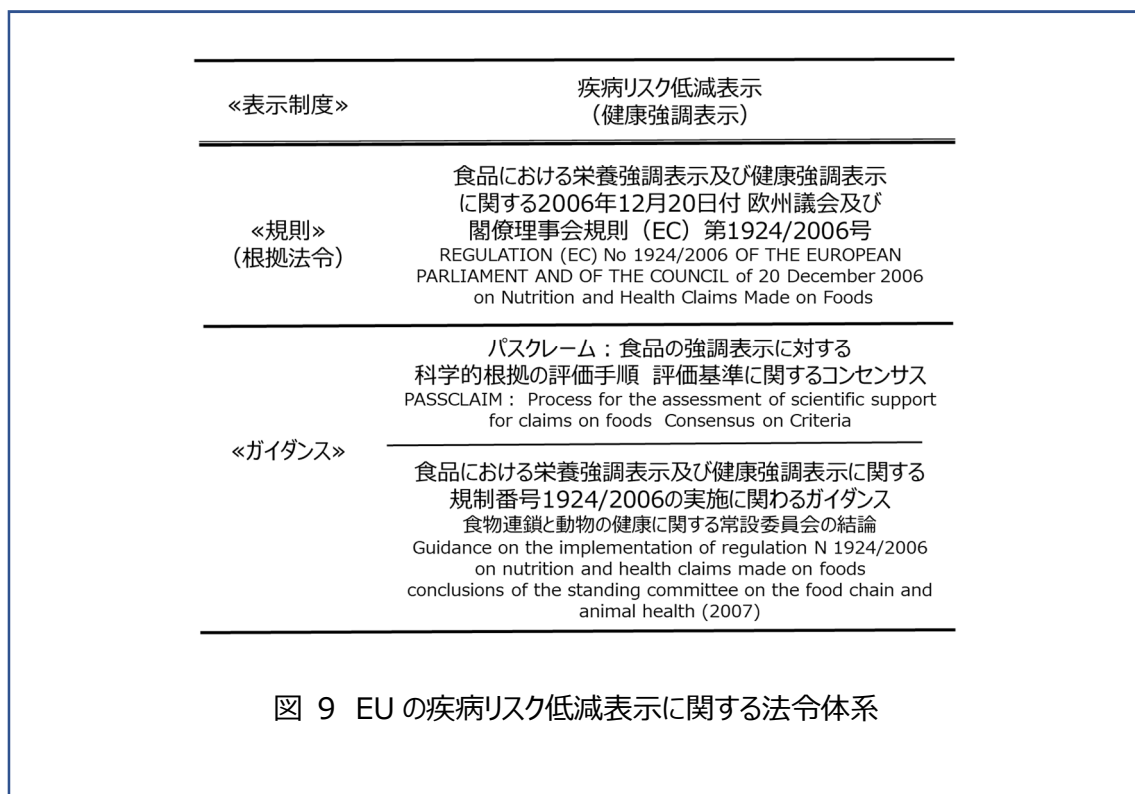 «表示制度»
疾病リスク低減表示
（健康強調表示）
«規則»
（根拠法令）
食品における栄養強調表示及び健康強調表示
に関する2006年12月20日付 欧州議会及び
閣僚理事会規則（EC）第1924/2006号
REGULATION (EC) No 1924/2006 OF THE EUROPEAN
PARLIAMENT AND OF THE COUNCIL of 20 December 2006
on Nutrition and Health Claims Made on Foods
«ガイダンス»
パスクレーム：食品の強調表示に対する
科学的根拠の評価手順 評価基準に関するコンセンサス
PASSCLAIM： Process for the assessment of scientific support
for claims on foods Consensus on Criteria
食品における栄養強調表示及び健康強調表示に関する
規制番号1924/2006の実施に関わるガイダンス
食物連鎖と動物の健康に関する常設委員会の結論
Guidance on the implementation of regulation N 1924/2006
on nutrition and health claims made on foods
conclusions of the standing committee on the food chain and
animal health (2007)
図 9 EU の疾病リスク低減表示に関する法令体系